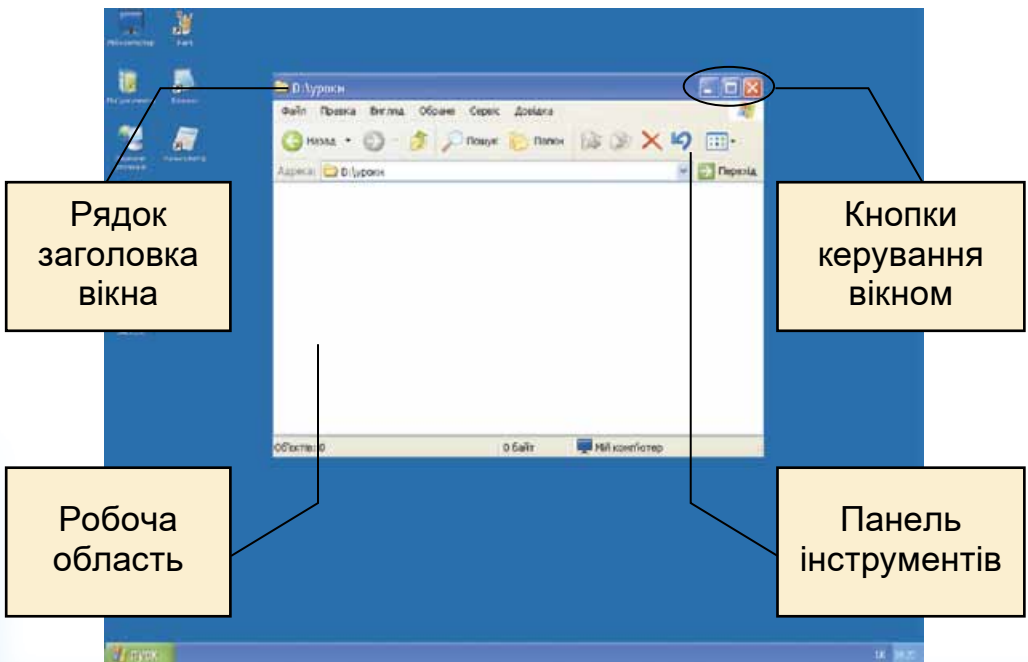 D:\уроки
Файл Правка Вигляд Обране Сервіс Довідка
Назад Пошук Папки
Адреса: D:\уроки Перехід
Рядок
заголовка
вікна
Кнопки
керування
вікном
Об'єктів: 0 0 байт Мій комп'ютер
Робоча
область
Панель
інструментів
пуск